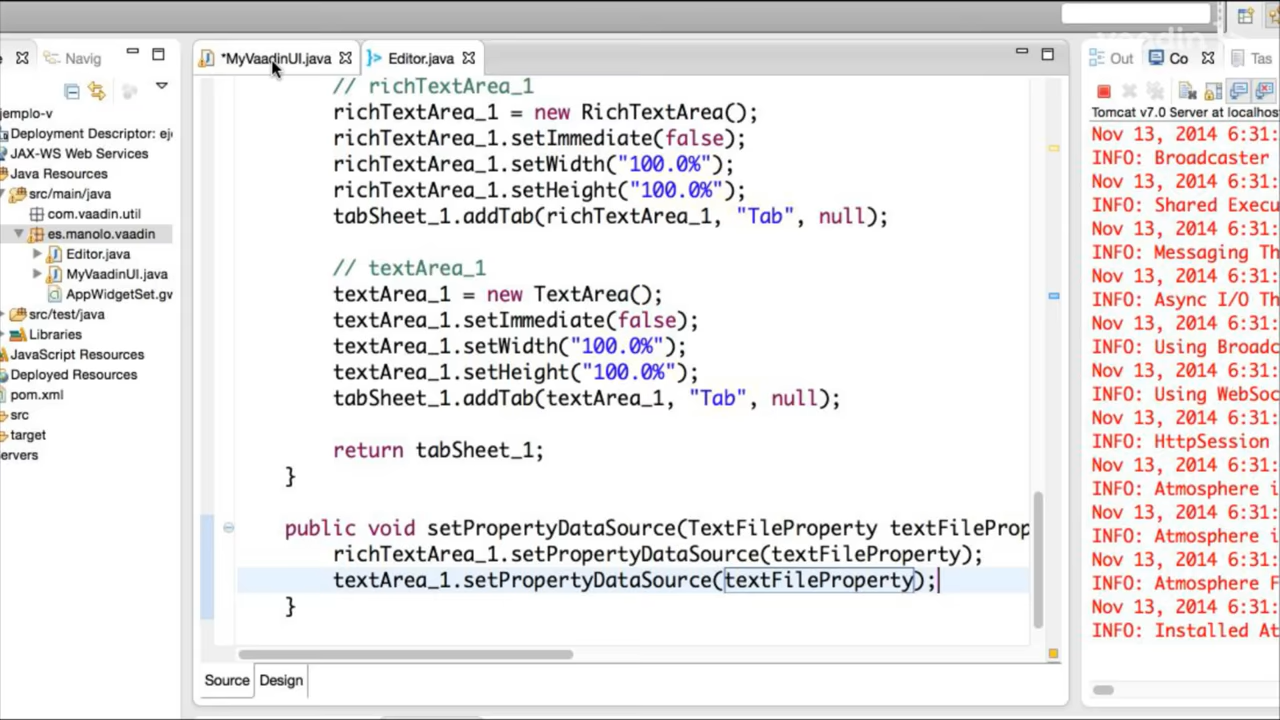 Navig
*MyVaadinUI.java
Editor.java
Out
Co
Tas
jemplo-v
Deployment Descriptor: eje
JAX-WS Web Services
Java Resources
src/main/java
com.vaadin.util
es.manolo.vaadin
Editor.java
MyVaadinUI.java
AppWidgetSet.gv
src/test/java
Libraries
JavaScript Resources
Deployed Resources
pom.xml
src
target
ervers
// richTextArea_1
richTextArea_1 = new RichTextArea();
richTextArea_1.setImmediate(false);
richTextArea_1.setWidth("100.0%");
richTextArea_1.setHeight("100.0%");
tabSheet_1.addTab(richTextArea_1, "Tab", null);
// textArea_1
textArea_1 = new TextArea();
textArea_1.setImmediate(false);
textArea_1.setWidth("100.0%");
textArea_1.setHeight("100.0%");
tabSheet_1.addTab(textArea_1, "Tab", null);
return tabSheet_1;
}
public void setPropertyDataSource(TextFileProperty textFileProp
richTextArea_1.setPropertyDataSource(textFileProperty);
textArea_1.setPropertyDataSource(textFileProperty);
}
Source
Design
Tomcat v7.0 Server at localhos
Nov 13, 2014 6:31:
INFO: Broadcaster
Nov 13, 2014 6:31:
INFO: Shared Execu
Nov 13, 2014 6:31:
INFO: Messaging Th
Nov 13, 2014 6:31:
INFO: Async I/O Th
Nov 13, 2014 6:31:
INFO: Using Broadc
Nov 13, 2014 6:31:
INFO: Using WebSoc
Nov 13, 2014 6:31:
INFO: HttpSession
Nov 13, 2014 6:31:
INFO: Atmosphere i
Nov 13, 2014 6:31:
INFO: Atmosphere i
Nov 13, 2014 6:31:
INFO: Atmosphere F
Nov 13, 2014 6:31:
INFO: Installed At